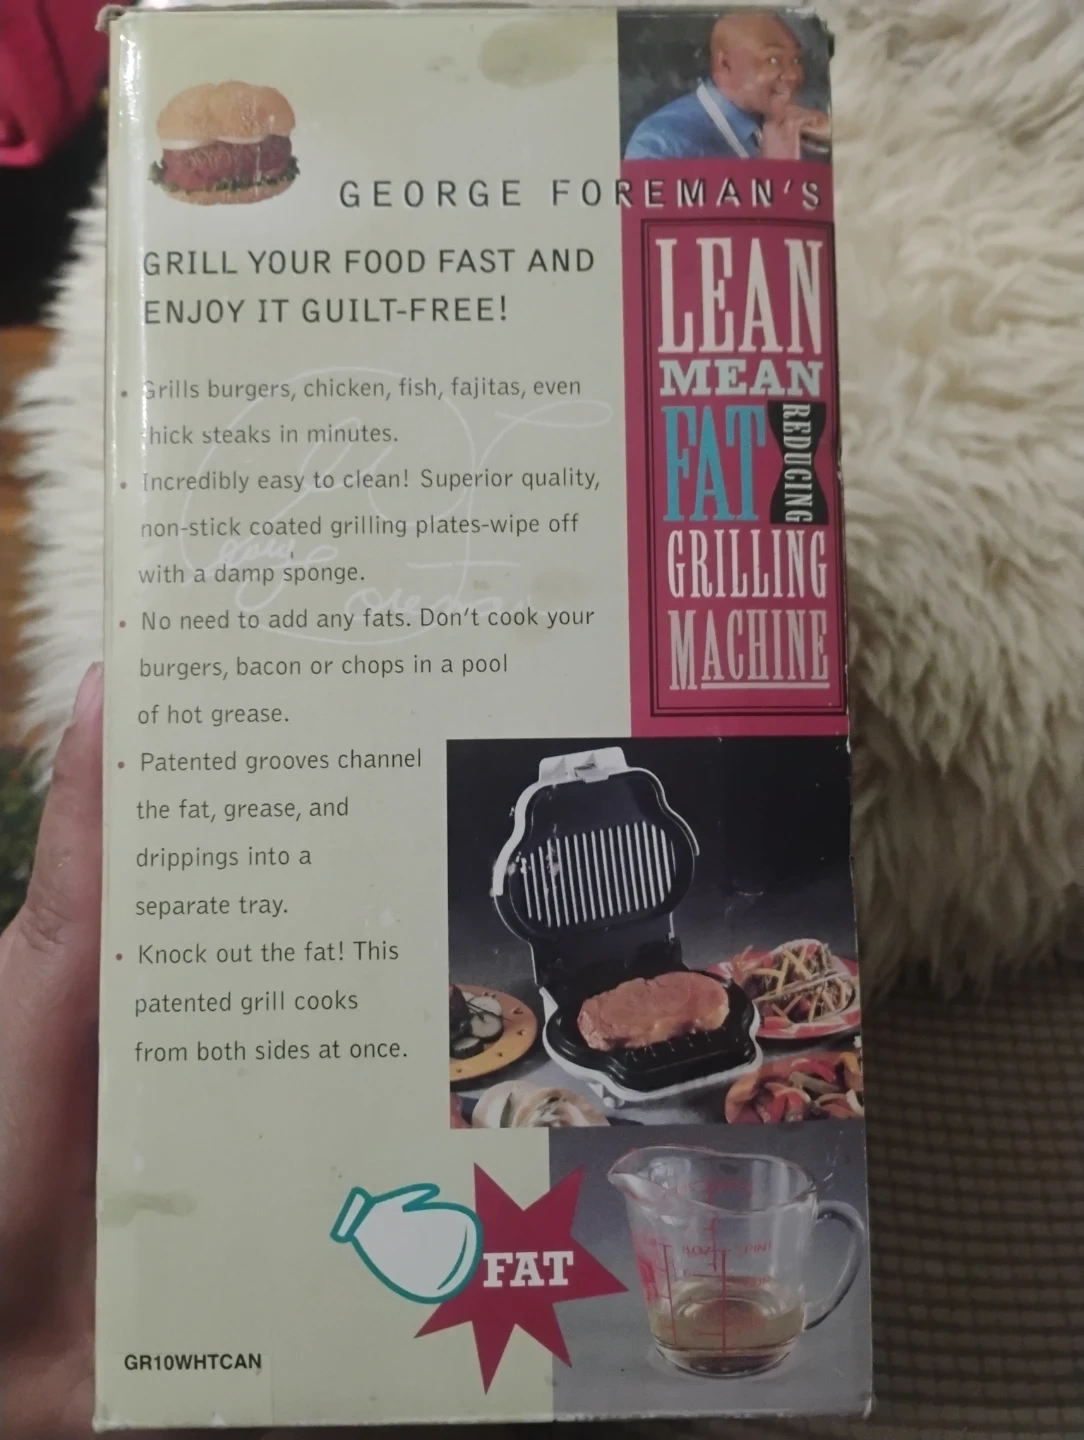 GEORGE FOREMAN'S
LEAN
MEAN
FAT
REDUCING
GRILLING
MACHINE
GRILL YOUR FOOD FAST AND
ENJOY IT GUILT-FREE!
• Grills burgers, chicken, fish, fajitas, even
thick steaks in minutes.
• Incredibly easy to clean! Superior quality,
non-stick coated grilling plates-wipe off
with a damp sponge.
• No need to add any fats. Don't cook your
burgers, bacon or chops in a pool
of hot grease.
• Patented grooves channel
the fat, grease, and
drippings into a
separate tray.
• Knock out the fat! This
patented grill cooks
from both sides at once.
FAT
GR10WHTCAN